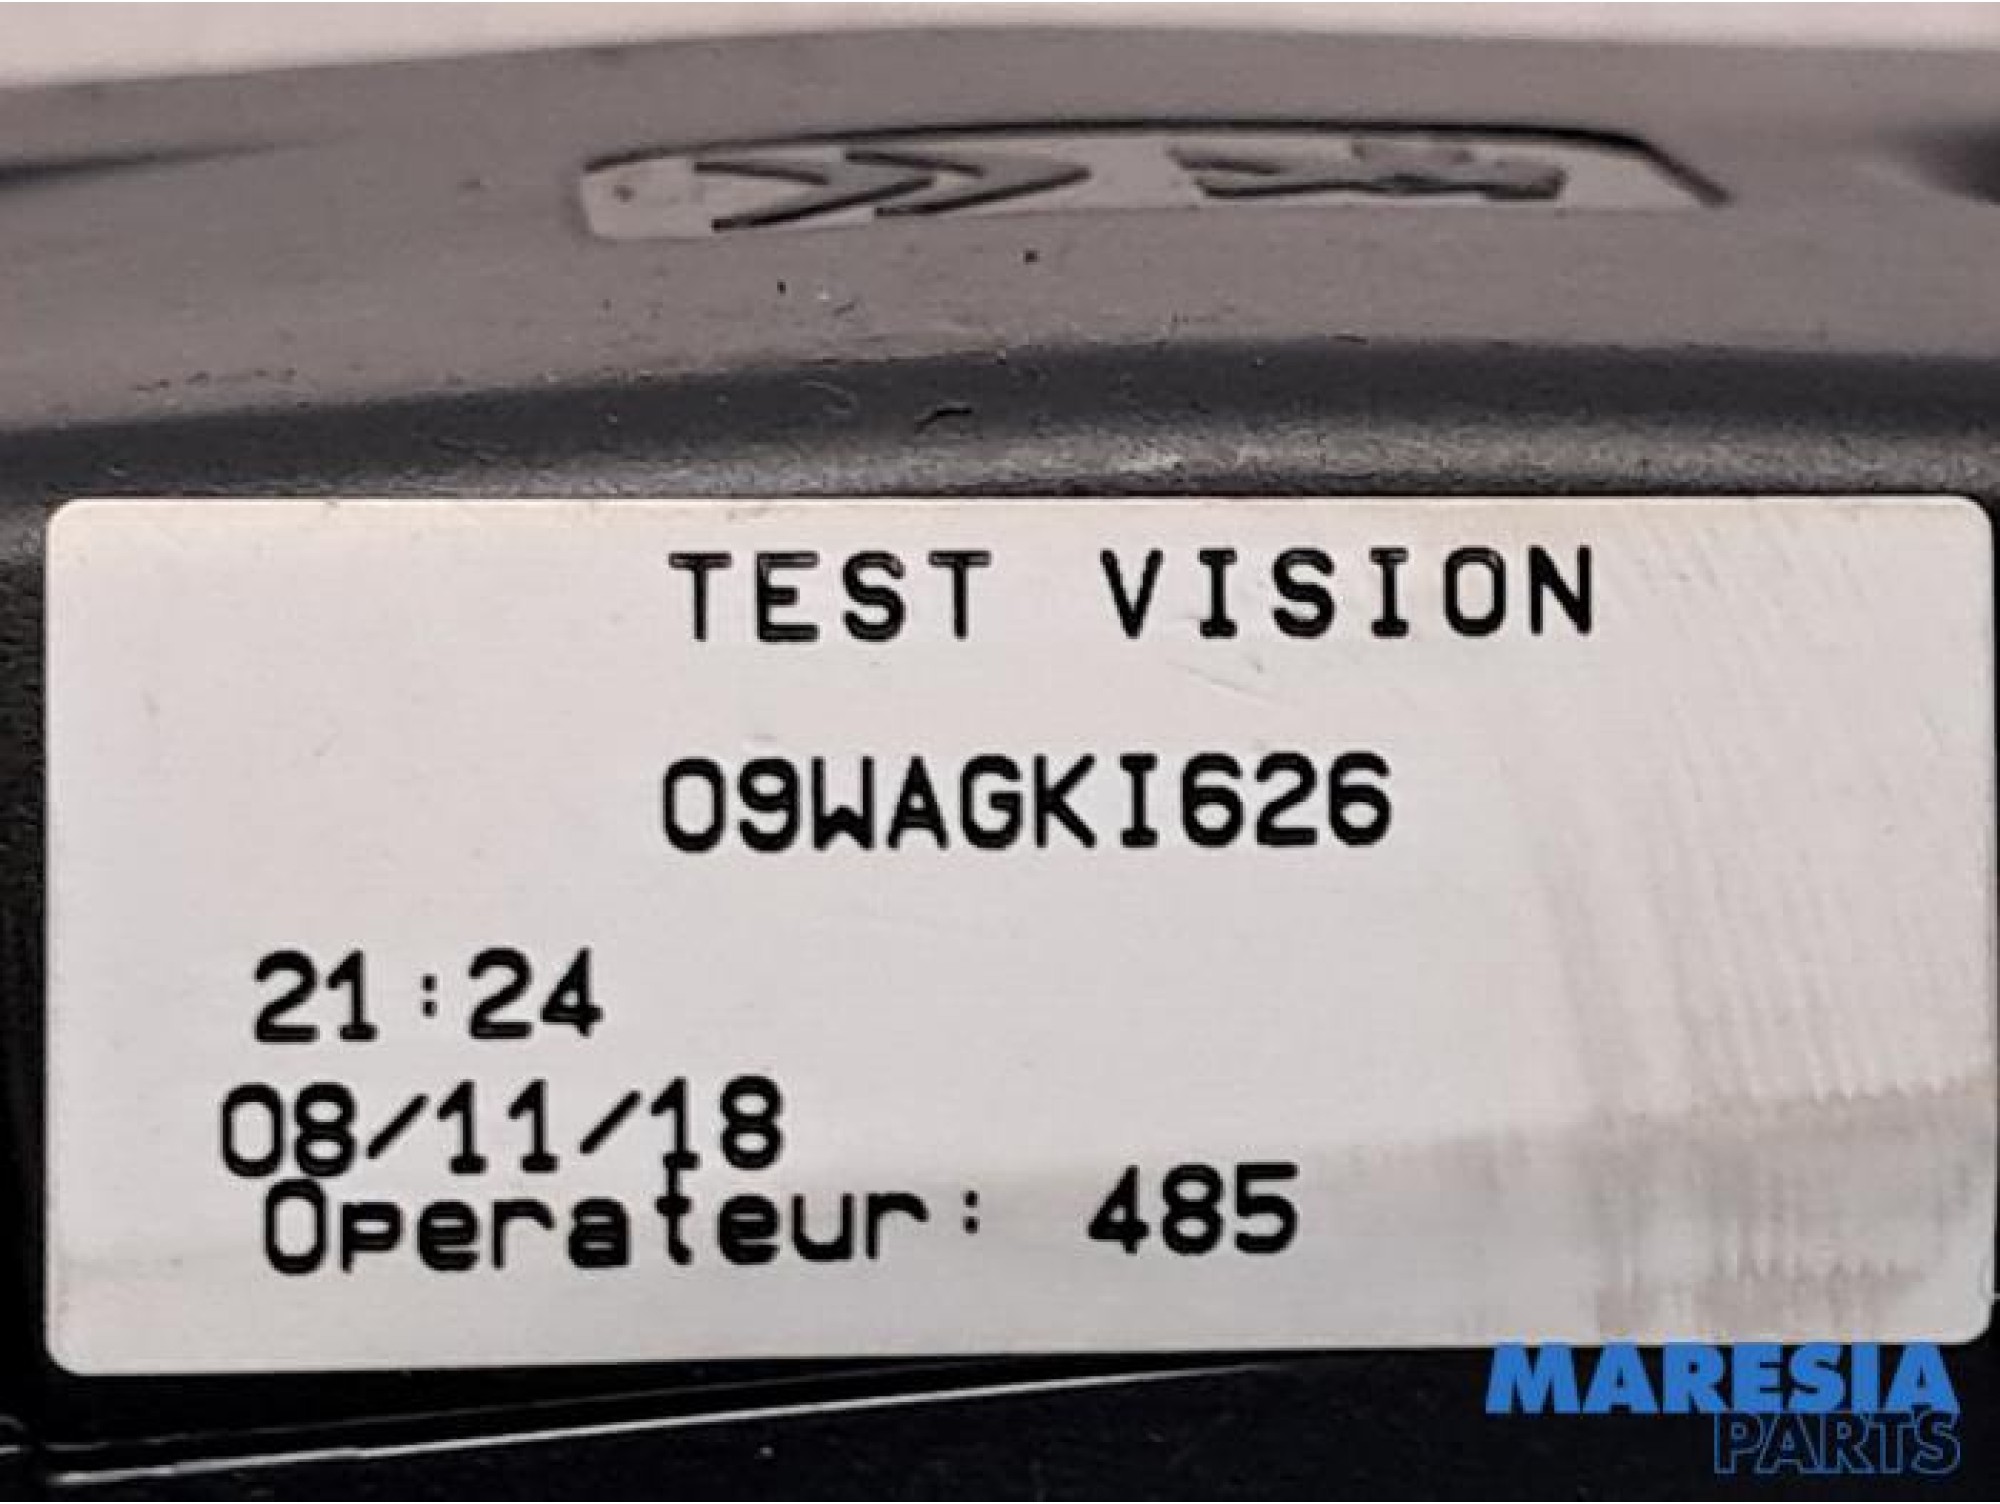 TEST VISION
09WAGKI626
21:24
08/11/18
Operateur: 485
MARESIA
PARTS